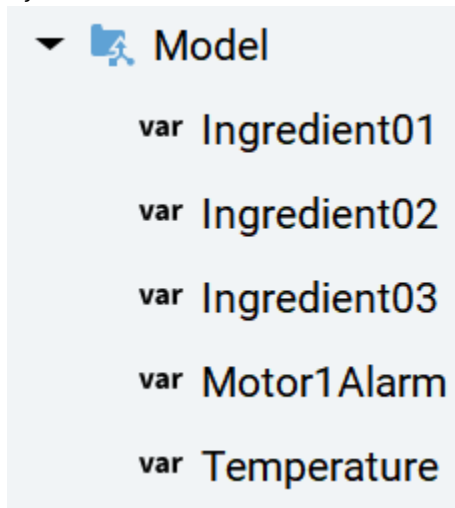 Model
var Ingredient01
var Ingredient02
var Ingredient03
var Motor1Alarm
var Temperature